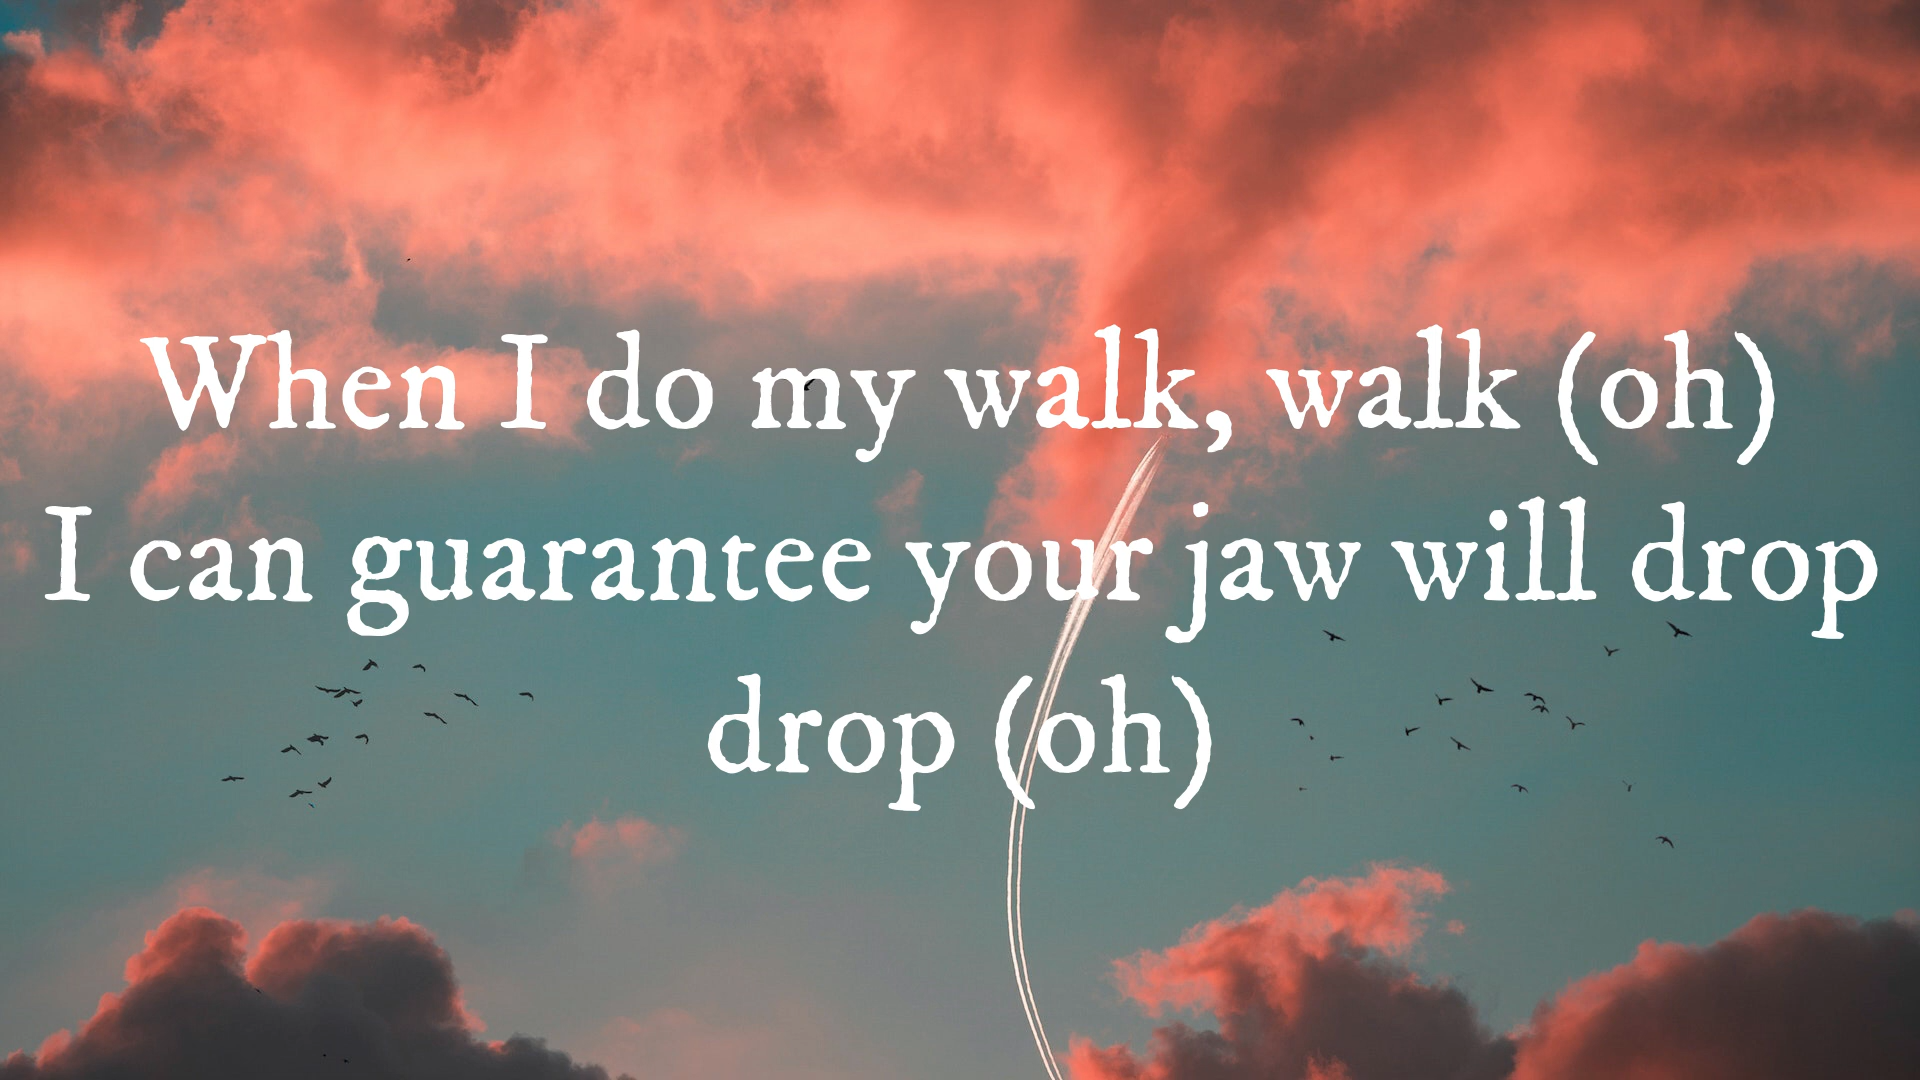 When I do my walk, walk (oh)
I can guarantee your jaw will drop
drop (oh)